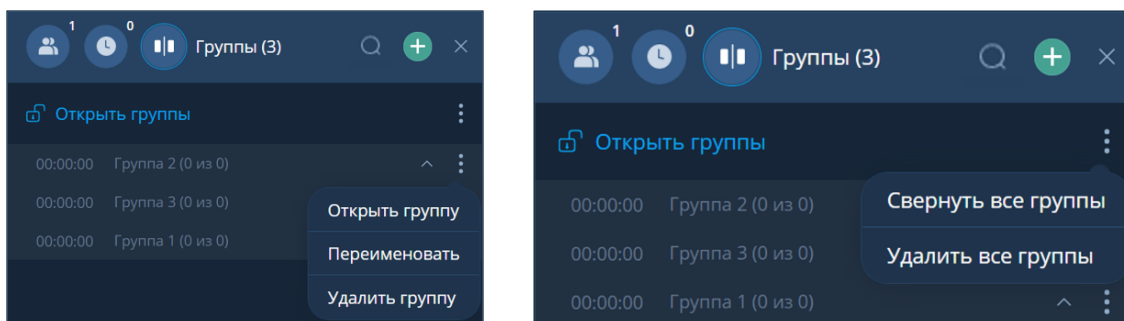 1
0
Группы (3)
Открыть группы
00:00:00 Группа 2 (0 из 0)
00:00:00 Группа 3 (0 из 0)
00:00:00 Группа 1 (0 из 0)
Открыть группу
Переименовать
Удалить группу
1
0
Группы (3)
Открыть группы
00:00:00 Группа 2 (0 из 0)
00:00:00 Группа 3 (0 из 0)
00:00:00 Группа 1 (0 из 0)
Свернуть все группы
Удалить все группы